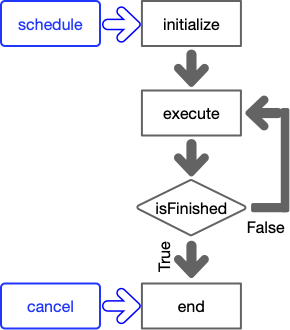 schedule
initialize
execute
isFinished
False
True
cancel
end